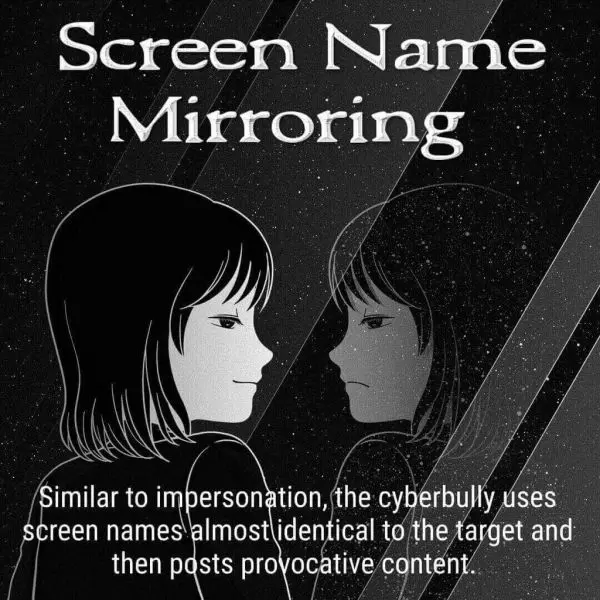 Screen Name
Mirroring
Similar to impersonation, the cyberbully uses
screen names almost identical to the target and
then posts provocative content.